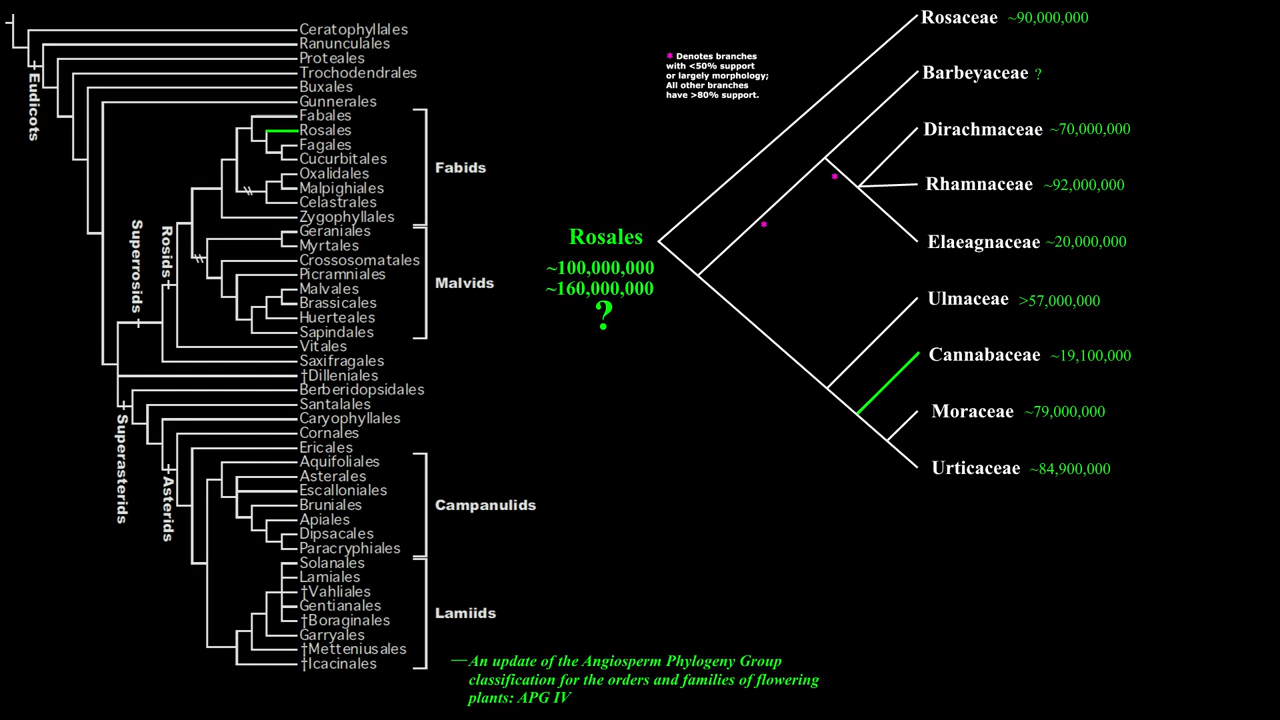 Ceratophyllales
Ranunculales
Proteales
Trochodendrales
Buxales
Gunnerales
Fabales
Rosales
Fagales
Cucurbitales
Oxalidales
Malpighiales
Celastrales
Zygophyllales
Geraniales
Myrtales
Crossosomatales
Picramniales
Malvales
Brassicales
Huerteales
Sapindales
Vitales
Saxifragales
†Dilleniales
Berberidopsidales
Santalales
Caryophyllales
Cornales
Ericales
Aquifoliales
Asterales
Escalloniales
Bruniales
Apiales
Dipsacales
Paracryphiales
Solanales
Lamiales
†Vahliales
Gentianales
†Boraginales
Garryales
†Metteniusales
†Icacinales
Eudicots
Superrosids
Rosids
Superasterids
Asterids
Fabids
Malvids
Campanulids
Lamiids
* Denotes branches
with <50% support
or largely morphology;
All other branches
have >80% support.
Rosales
~100,000,000
~160,000,000
?
*
*
Rosaceae ~90,000,000
Barbeyaceae ?
Dirachmaceae ~70,000,000
Rhamnaceae ~92,000,000
Elaeagnaceae ~20,000,000
Ulmaceae >57,000,000
Cannabaceae ~19,100,000
Moraceae ~79,000,000
Urticaceae ~84,900,000
—An update of the Angiosperm Phylogeny Group
classification for the orders and families of flowering
plants: APG IV